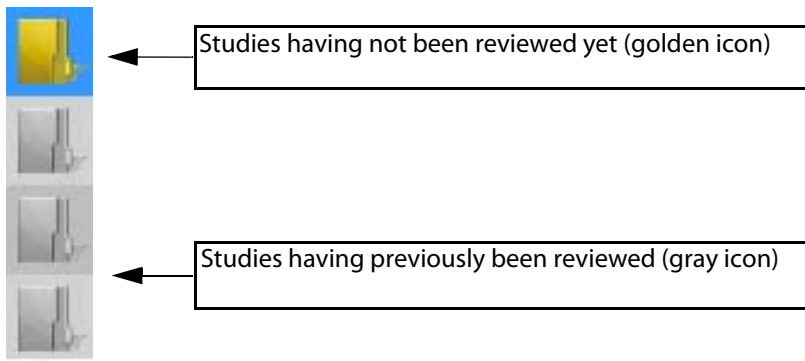 Studies having not been reviewed yet (golden icon)
Studies having previously been reviewed (gray icon)